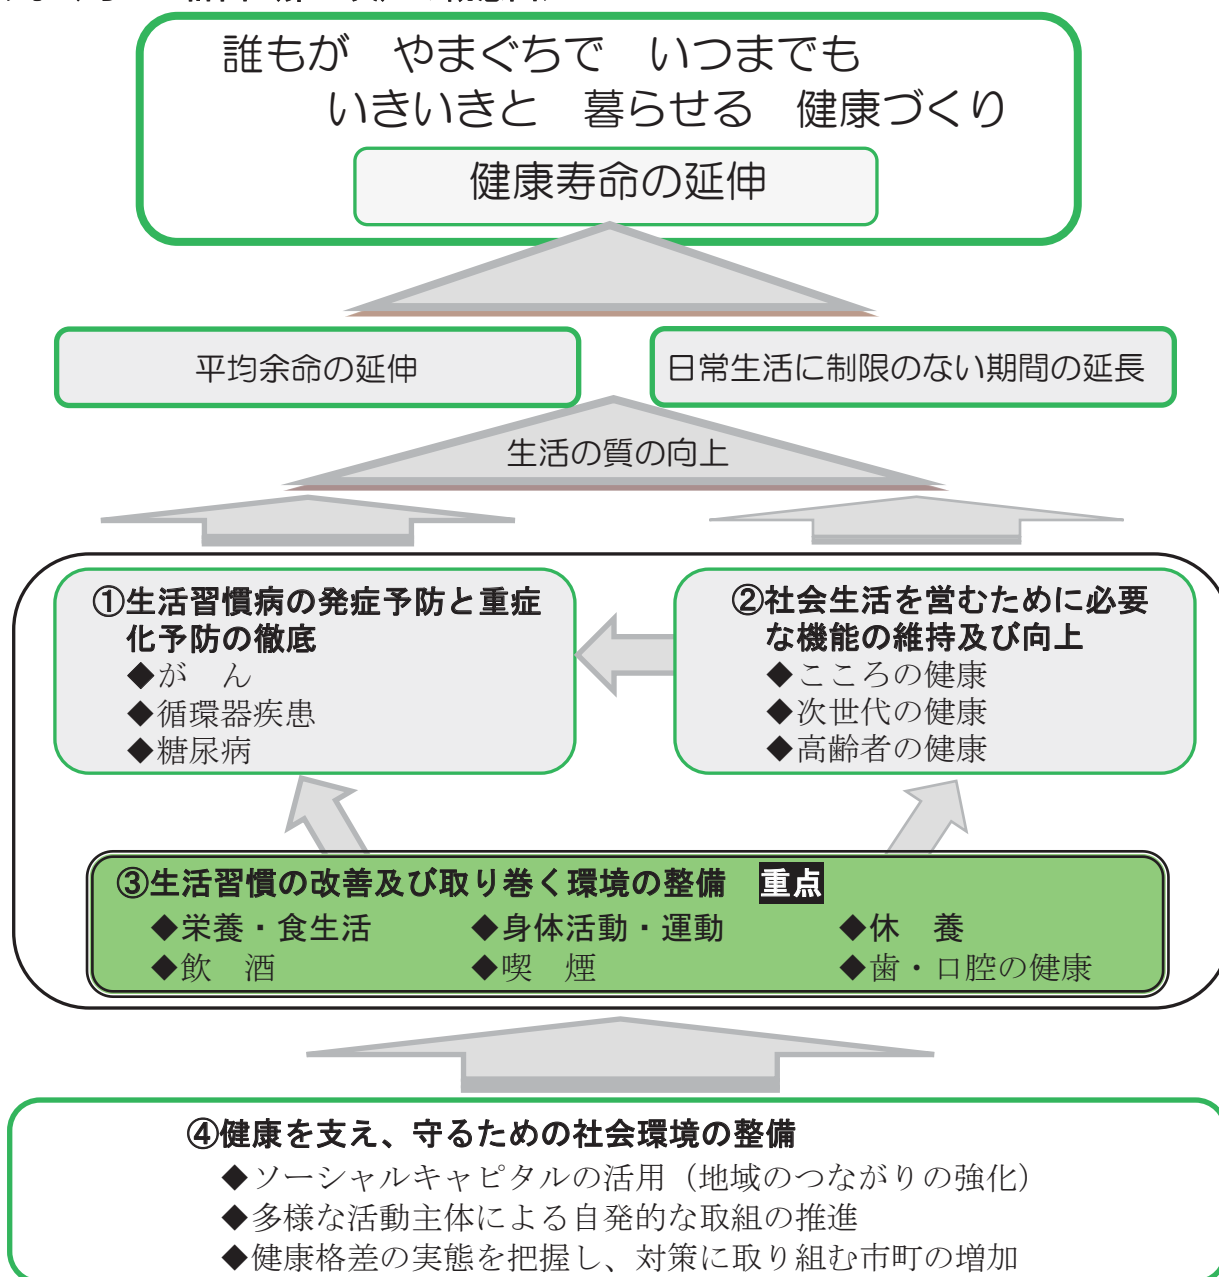 誰もが　やまぐちで　いつまでも
いきいきと　暮らせる　健康づくり
健康寿命の延伸
平均余命の延伸
日常生活に制限のない期間の延長
生活の質の向上
①生活習慣病の発症予防と重症
化予防の徹底
◆が　ん
◆循環器疾患
◆糖尿病
②社会生活を営むために必要
な機能の維持及び向上
◆こころの健康
◆次世代の健康
◆高齢者の健康
③生活習慣の改善及び取り巻く環境の整備　重点
◆栄養・食生活　◆身体活動・運動　◆休　養
◆飲　酒　◆喫　煙　◆歯・口腔の健康
④健康を支え、守るための社会環境の整備
◆ソーシャルキャピタルの活用（地域のつながりの強化）
◆多様な活動主体による自発的な取組の推進
◆健康格差の実態を把握し、対策に取り組む市町の増加